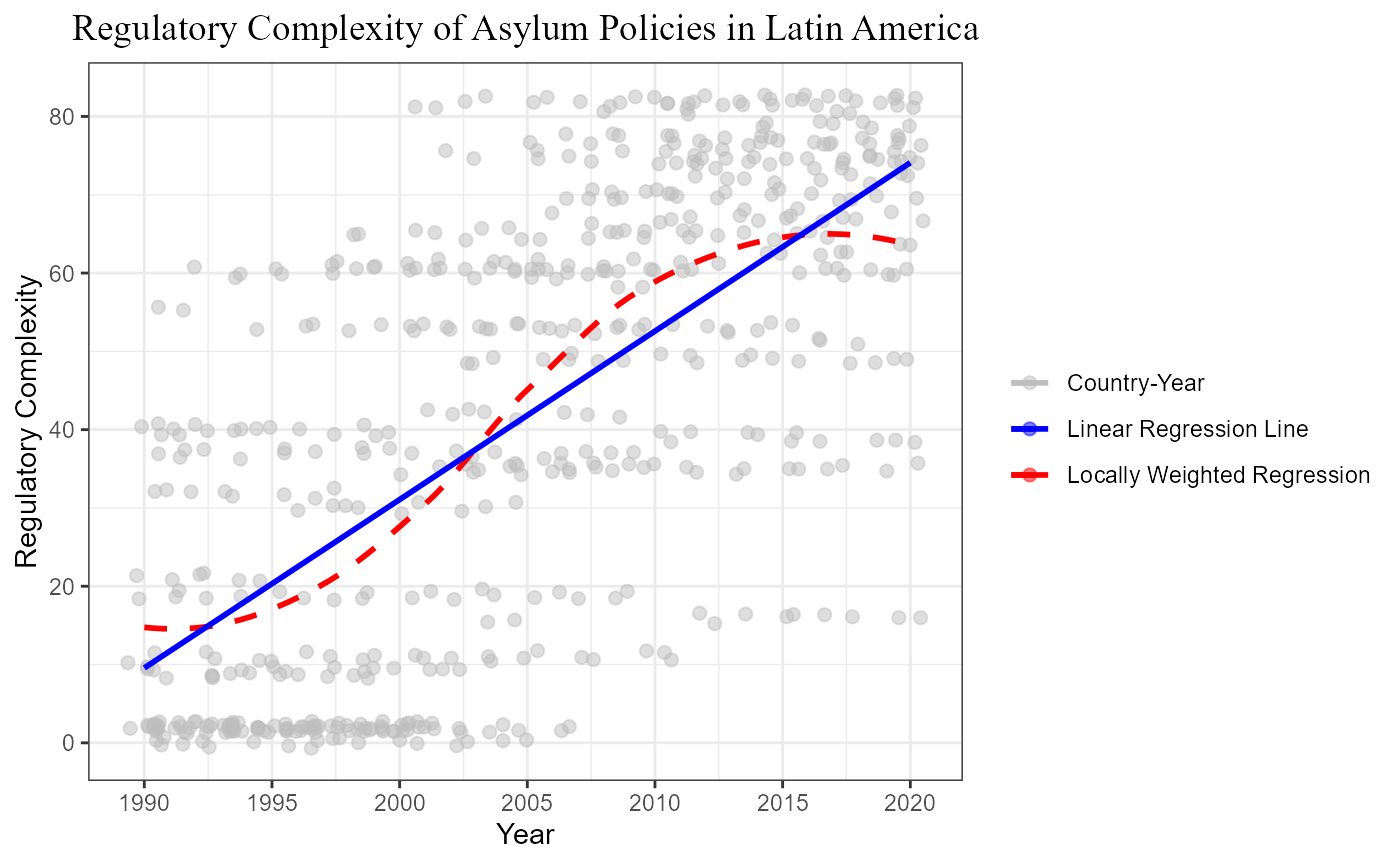 Regulatory Complexity of Asylum Policies in Latin America
80
60
40
20
0
Regulatory Complexity
1990 1995 2000 2005 2010 2015 2020
Year
Country-Year
Linear Regression Line
Locally Weighted Regression